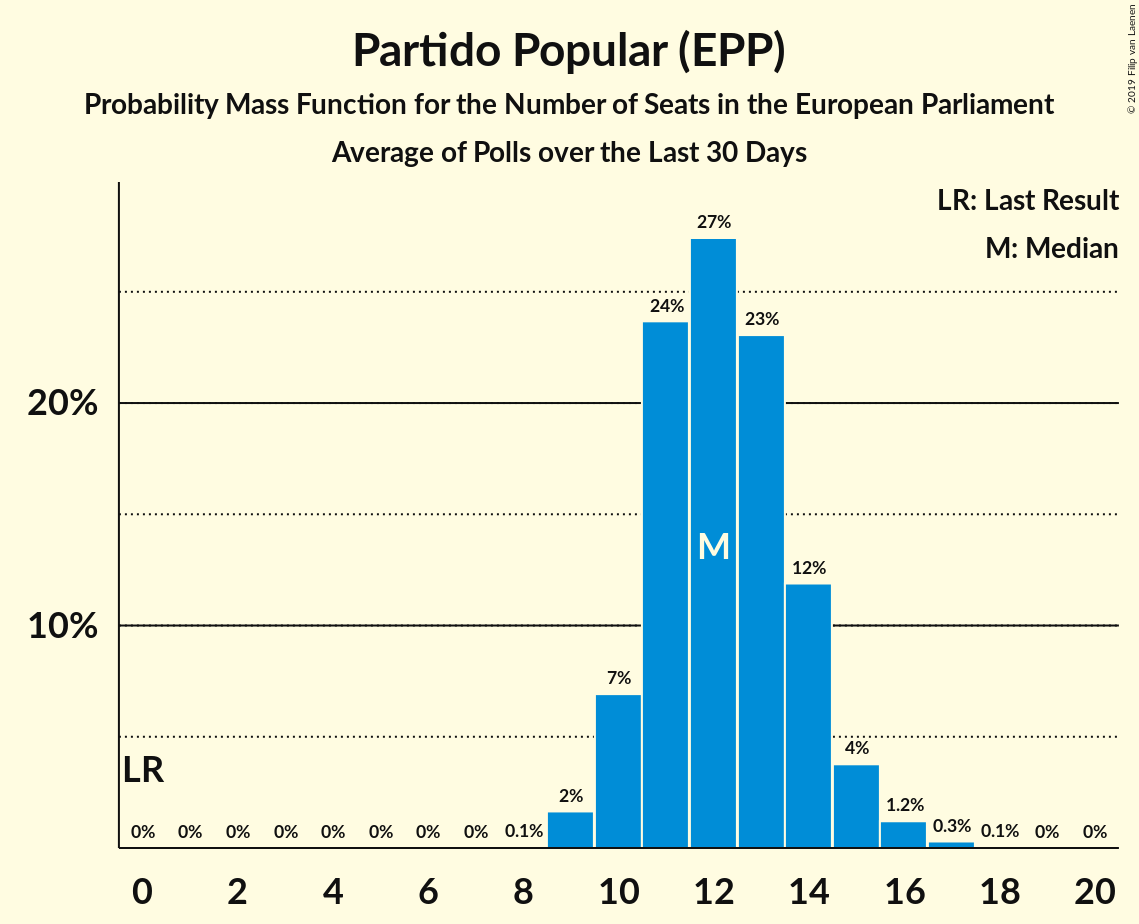 Partido Popular (EPP)
Probability Mass Function for the Number of Seats in the European Parliament
Average of Polls over the Last 30 Days
© 2019 Filip van Laenen
LR: Last Result
M: Median
27%
24%
23%
20%
M
12%
10%
7%
4%
LR
2%
1.2%
0% 0% 0% 0% 0% 0% 0% 0% 0.1% 0.3% 0.1% 0% 0%
0 2 4 6 8 10 12 14 16 18 20